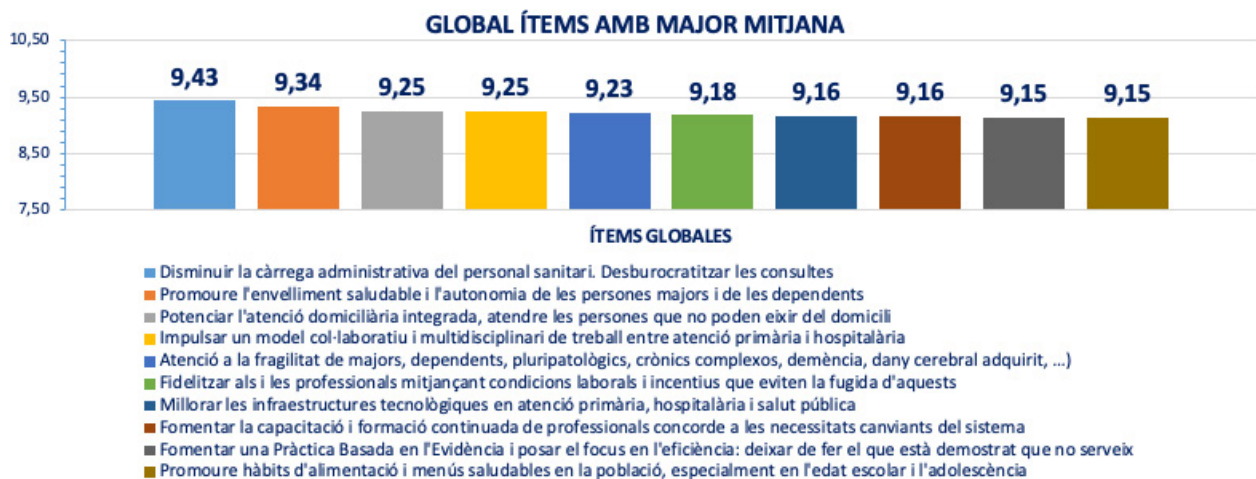 GLOBAL ÍTEMS AMB MAJOR MITJANA
10,50
9,50
8,50
7,50
9,43
9,34
9,25
9,25
9,23
9,18
9,16
9,16
9,15
9,15
ÍTEMS GLOBALES
Disminuir la càrrega administrativa del personal sanitari. Desburocratitzar les consultes
Promoure l'envelliment saludable i l'autonomia de les persones majors i de les dependents
Potenciar l'atenció domiciliària integrada, atendre les persones que no poden eixir del domicili
Impulsar un model col·laboratiu i multidisciplinari de treball entre atenció primària i hospitalària
Atenció a la fragilitat de majors, dependents, pluripatològics, crònics complexos, demència, dany cerebral adquirit, ...)
Fidelitzar als i les professionals mitjançant condicions laborals i incentius que eviten la fugida d'aquests
Millorar les infraestructures tecnològiques en atenció primària, hospitalària i salut pública
Fomentar la capacitació i formació continuada de professionals concorde a les necessitats canviants del sistema
Fomentar una Pràctica Basada en l'Evidència i posar el focus en l'eficiència: deixar de fer el que està demostrat que no serveix
Promoure hàbits d'alimentació i menús saludables en la població, especialment en l'edat escolar i l'adolescència